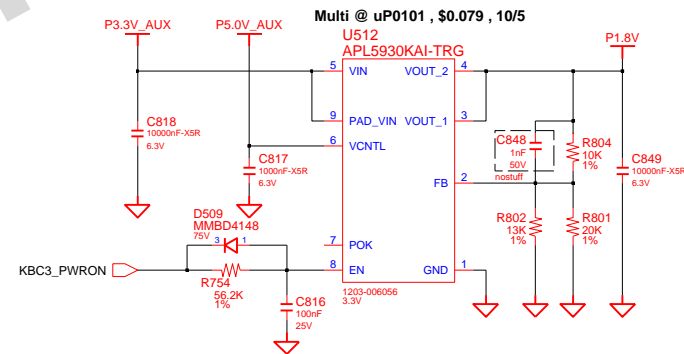 Multi @ uP0101 , $0.079 , 10/5
P3.3V_AUX
P5.0V_AUX
U512
APL5930KAI-TRG
P1.8V
5
VIN
VOUT_2
4
9
PAD_VIN
VOUT_1
3
6
VCNTL
FB
2
7
POK
8
EN
GND
1
1203-006056
3.3V
C818
10000nF-X5R
6.3V
C817
1000nF-X5R
6.3V
C848
1nF
50V
nostuff
R804
10K
1%
C849
10000nF-X5R
6.3V
R802
13K
1%
R801
20K
1%
D509
MMBD4148
75V
3
1
KBC3_PWRON
R754
56.2K
1%
C816
100nF
25V